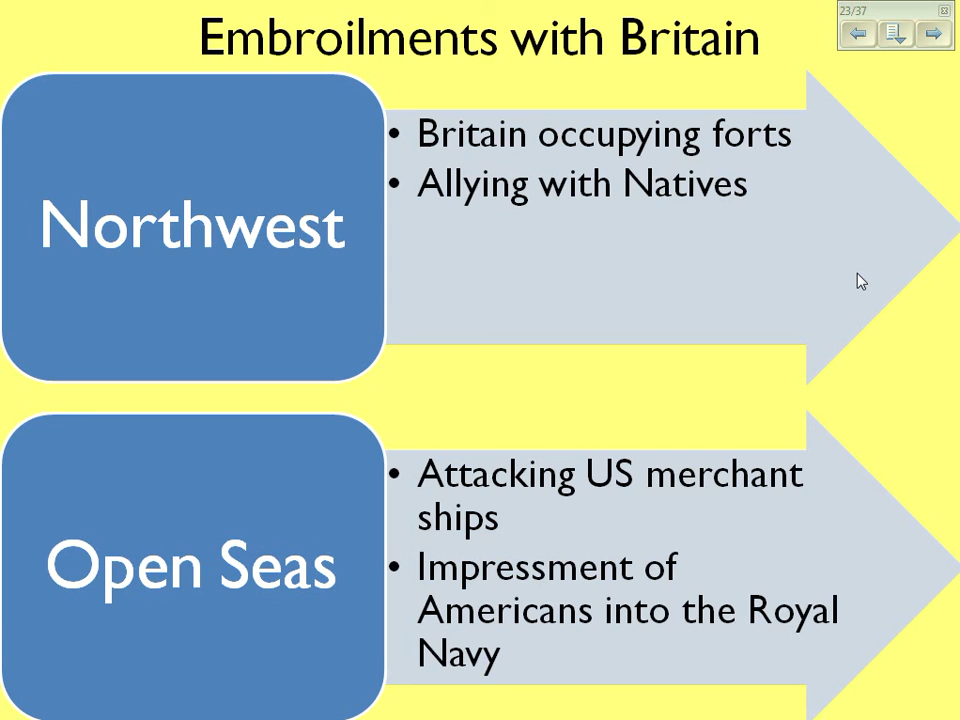 Embroilments with Britain
23/37
Northwest
• Britain occupying forts
• Allying with Natives
Open Seas
• Attacking US merchant
ships
• Impressment of
Americans into the Royal
Navy